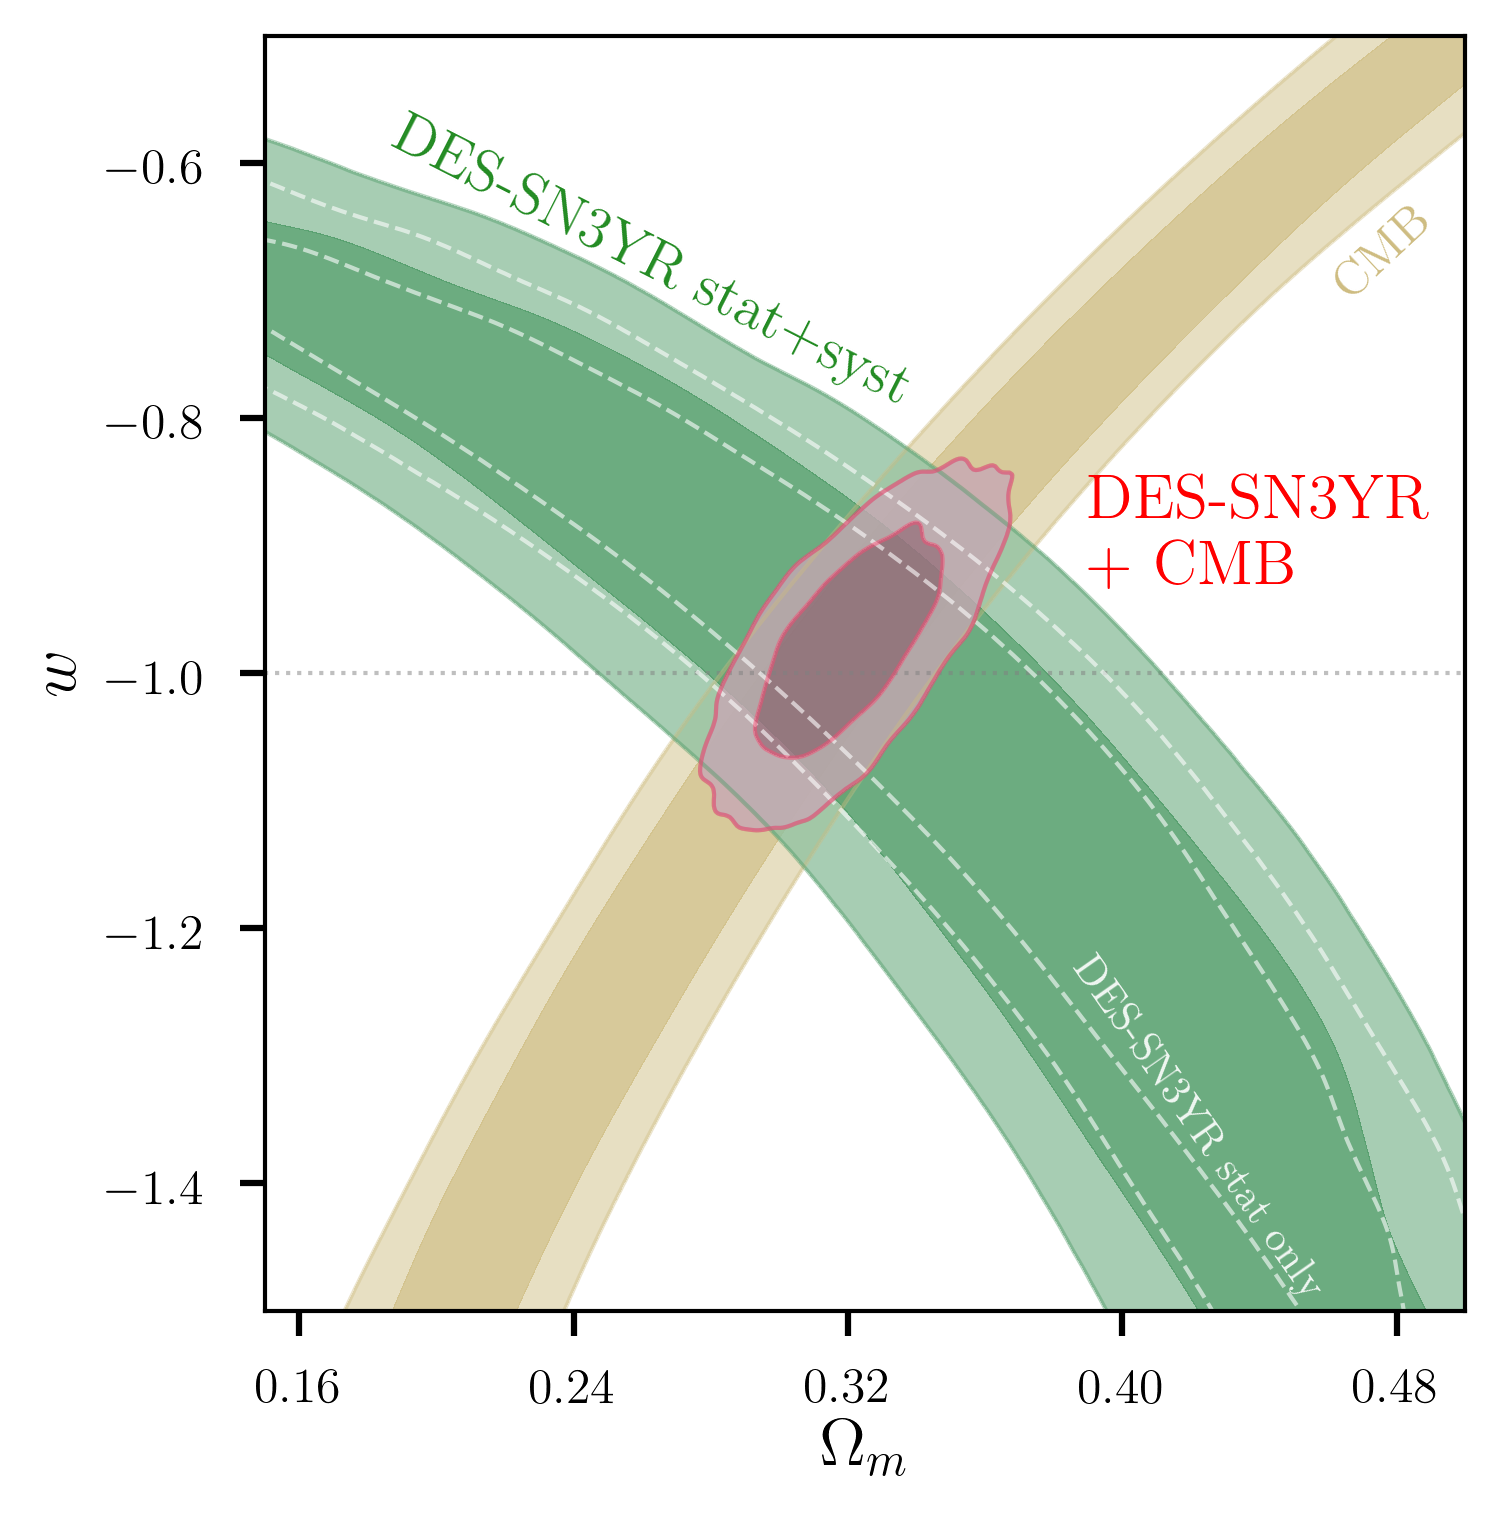 DES-SN3YR stat+syst
CMB
DES-SN3YR
+ CMB
DES-SN3YR stat only
w
−0.6
−0.8
−1.0
−1.2
−1.4
0.16 0.24 0.32 0.40 0.48
Ωm